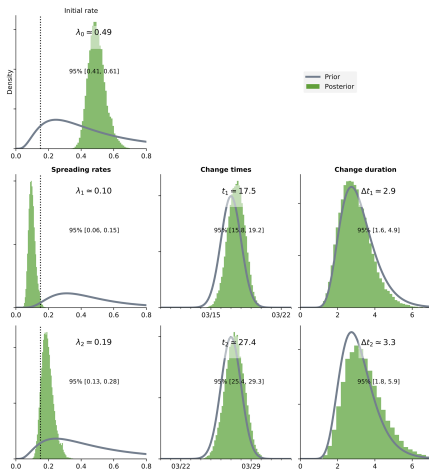 Initial rate
λ₀ ≃ 0.49
95% [0.41, 0.61]
Density
0.0 0.2 0.4 0.6 0.8
Prior
Posterior
Spreading rates
Change times
Change duration
λ₁ ≃ 0.10
t₁ ≃ 17.5
Δt₁ ≃ 2.9
95% [0.06, 0.15]
95% [15.8, 19.2]
95% [1.6, 4.9]
0.0 0.2 0.4 0.6 0.8
03/15 03/22
0 2 4 6
λ₂ ≃ 0.19
t₂ ≃ 27.4
Δt₂ ≃ 3.3
95% [0.13, 0.28]
95% [25.4, 29.3]
95% [1.8, 5.9]
0.0 0.2 0.4 0.6 0.8
03/22 03/29
0 2 4 6